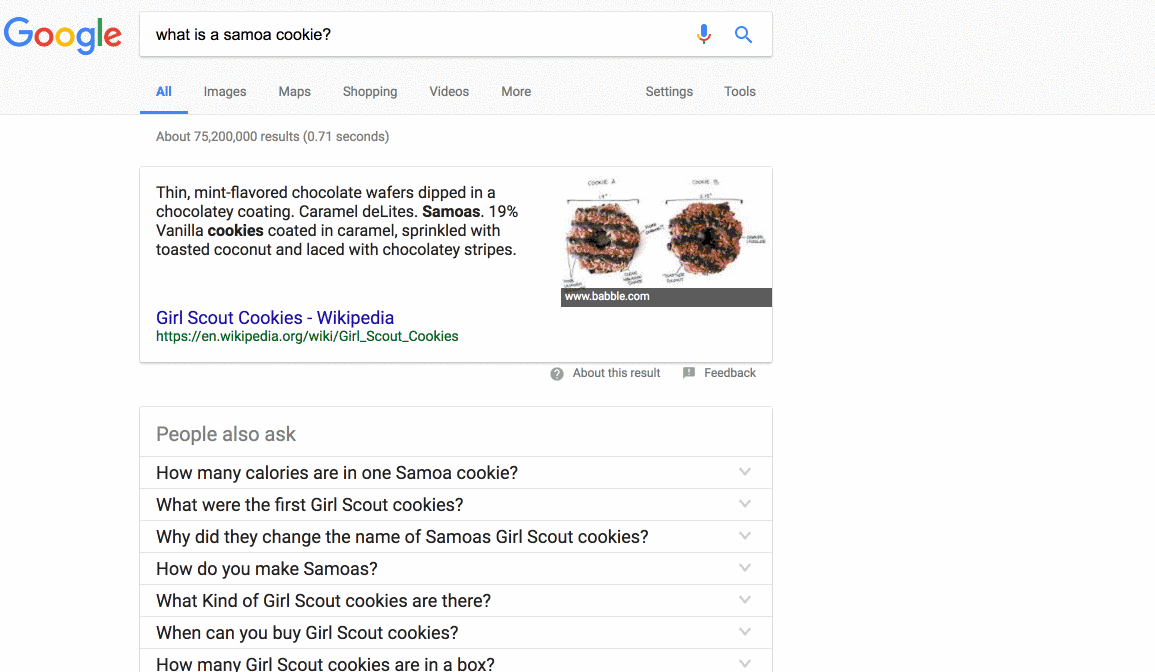 Google
what is a samoa cookie?
All Images Maps Shopping Videos More Settings Tools
About 75,200,000 results (0.71 seconds)
Thin, mint-flavored chocolate wafers dipped in a
chocolatey coating. Caramel deLites. Samoas. 19%
Vanilla cookies coated in caramel, sprinkled with
toasted coconut and laced with chocolatey stripes.
COOKIE A
COOKIE B
www.babble.com
Girl Scout Cookies - Wikipedia
https://en.wikipedia.org/wiki/Girl_Scout_Cookies
About this result Feedback
People also ask
How many calories are in one Samoa cookie?
What were the first Girl Scout cookies?
Why did they change the name of Samoas Girl Scout cookies?
How do you make Samoas?
What Kind of Girl Scout cookies are there?
When can you buy Girl Scout cookies?
How many Girl Scout cookies are in a box?